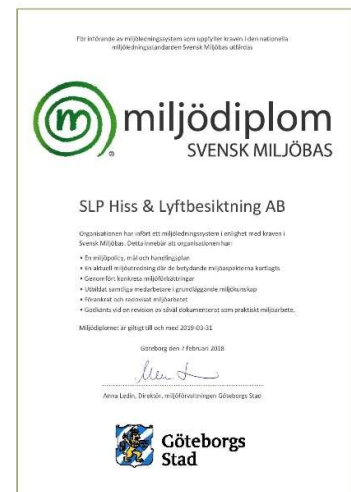 För införande av miljöledningssystem som uppfyller kraven i den nationella
miljöledningsstandarden Svensk Miljöbas utfärdas
m
®
miljödiplom
SVENSK MILJÖBAS
SLP Hiss & Lyftbesiktning AB
Organisationen har infört ett miljöledningssystem i enlighet med kraven i
Svensk Miljöbas. Detta innebär att organisationen har:
• En miljöpolicy, mål och handlingsplan
• En aktuell miljöutredning där de betydande miljöaspekterna kartlagts
• Genomfört konkreta miljöförbättringar
• Utbildat samtliga medarbetare i grundläggande miljökunskap
• Förankrat och redovisat miljöarbetet
• Godkänts vid en revision av såväl dokumenterat som praktiskt miljöarbete.
Miljödiplomet är giltigt till och med 2019-03-31
Göteborg den 7 februari 2018
Anna Ledin, Direktör, miljöförvaltningen Göteborgs Stad
Göteborgs
Stad